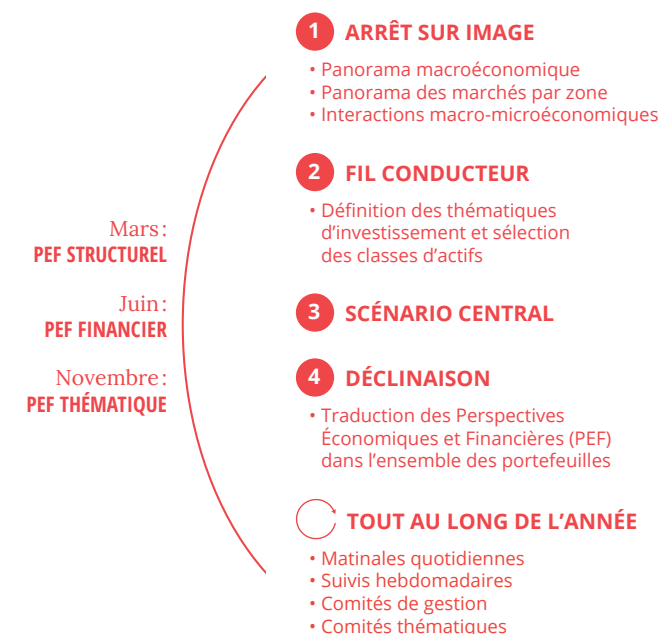 Mars :
PEF STRUCTUREL
Juin :
PEF FINANCIER
Novembre :
PEF THÉMATIQUE
1 ARRÊT SUR IMAGE
• Panorama macroéconomique
• Panorama des marchés par zone
• Interactions macro-microéconomiques
2 FIL CONDUCTEUR
• Définition des thématiques
d'investissement et sélection
des classes d'actifs
3 SCÉNARIO CENTRAL
4 DÉCLINAISON
• Traduction des Perspectives
Économiques et Financières (PEF)
dans l'ensemble des portefeuilles
TOUT AU LONG DE L'ANNÉE
• Matinales quotidiennes
• Suivis hebdomadaires
• Comités de gestion
• Comités thématiques